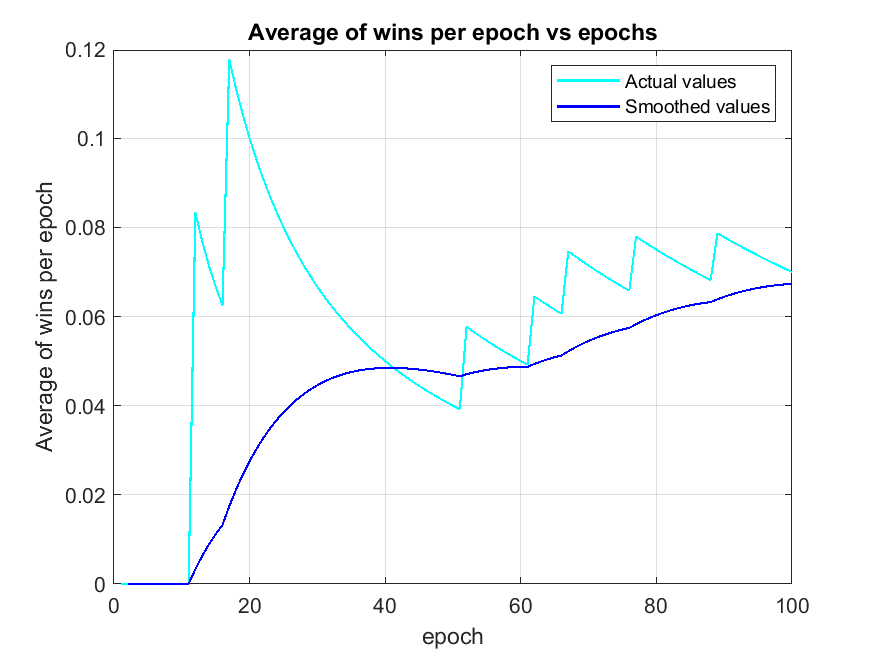 Average of wins per epoch vs epochs
Actual values
Smoothed values
Average of wins per epoch
0.12
0.1
0.08
0.06
0.04
0.02
0
0 20 40 60 80 100
epoch